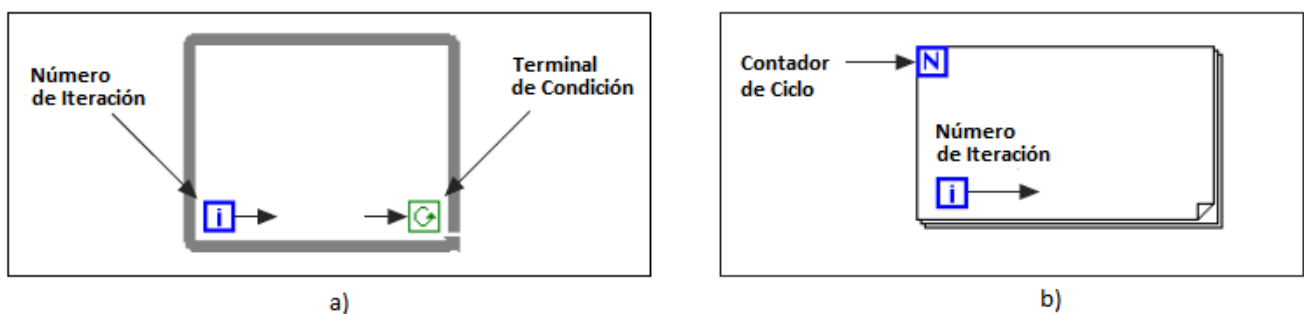 Número
de Iteración
Terminal
de Condición
i
a)
Contador
de Ciclo
N
Número
de Iteración
i
b)